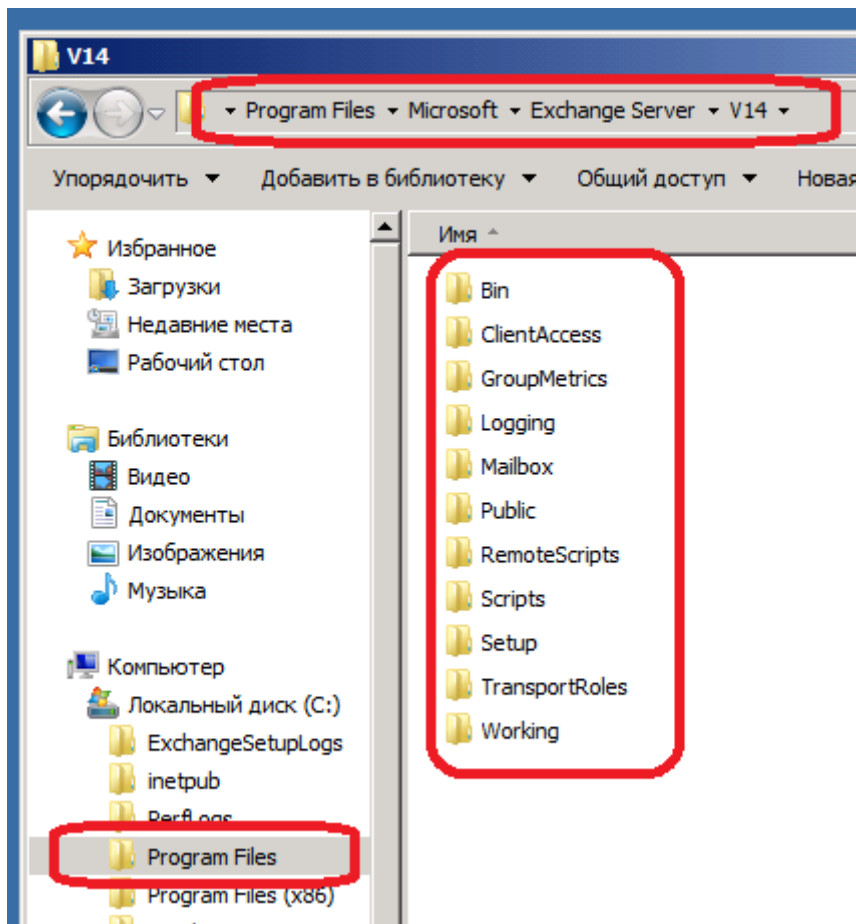 V14
Program Files Microsoft Exchange Server V14
Упорядочить Добавить в библиотеку Общий доступ Новая
Избранное
Загрузки
Недавние места
Рабочий стол
Библиотеки
Видео
Документы
Изображения
Музыка
Компьютер
Локальный диск (C:)
ExchangeSetupLogs
inetpub
PerfLogs
Program Files
Program Files (x86)
Имя
Bin
ClientAccess
GroupMetrics
Logging
Mailbox
Public
RemoteScripts
Scripts
Setup
TransportRoles
Working